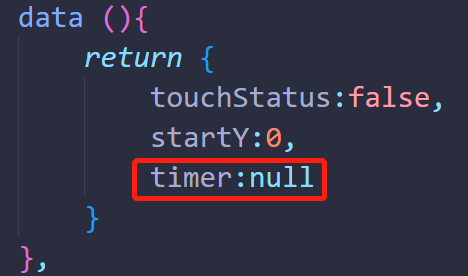 data (){
return {
touchStatus:false,
startY:0,
timer:null
}
},